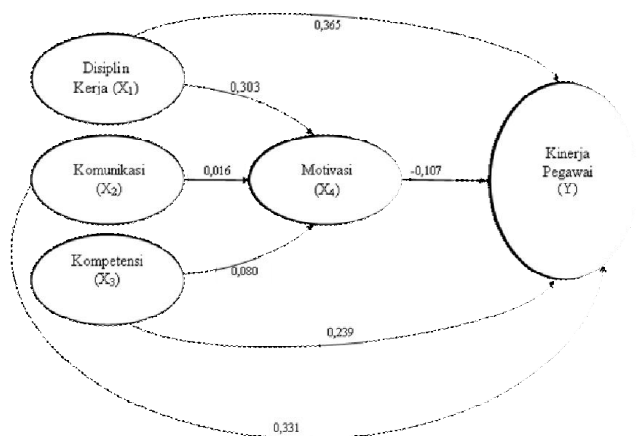 0,365
Disiplin
Kerja (X₁)
0,303
Komunikasi
(X₂)
0,016
Motivasi
(X₄)
-0,107
Kinerja
Pegawai
(Y)
Kompetensi
(X₃)
0,080
0,239
0,331